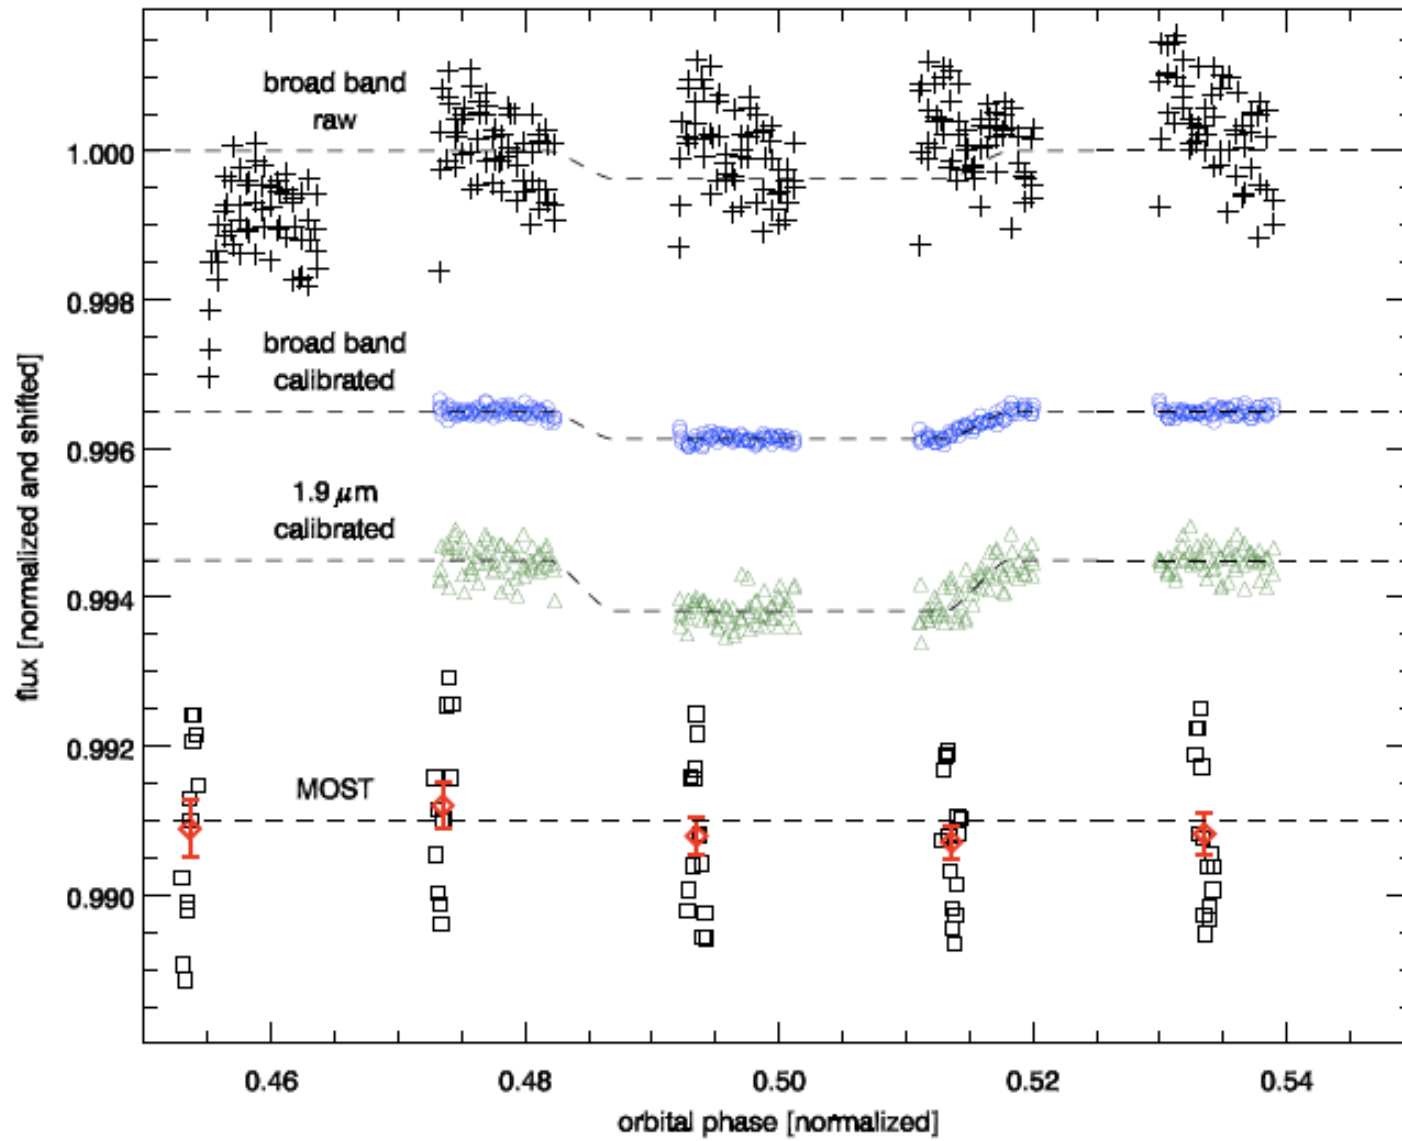 broad band
raw
1.000
0.998
broad band
calibrated
0.996
1.9 μm
calibrated
0.994
0.992
MOST
0.990
flux [normalized and shifted]
0.46
0.48
0.50
0.52
0.54
orbital phase [normalized]